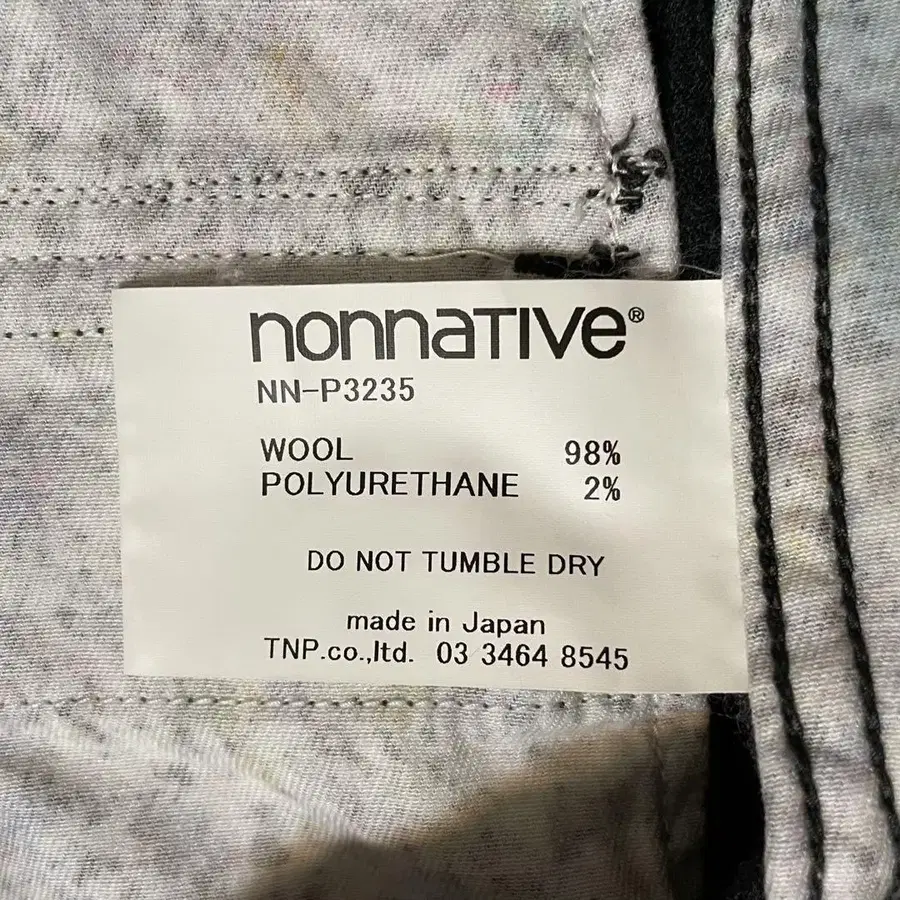 nonnative®
NN-P3235
WOOL 98%
POLYURETHANE 2%
DO NOT TUMBLE DRY
made in Japan
TNP.co.,ltd. 03 3464 8545